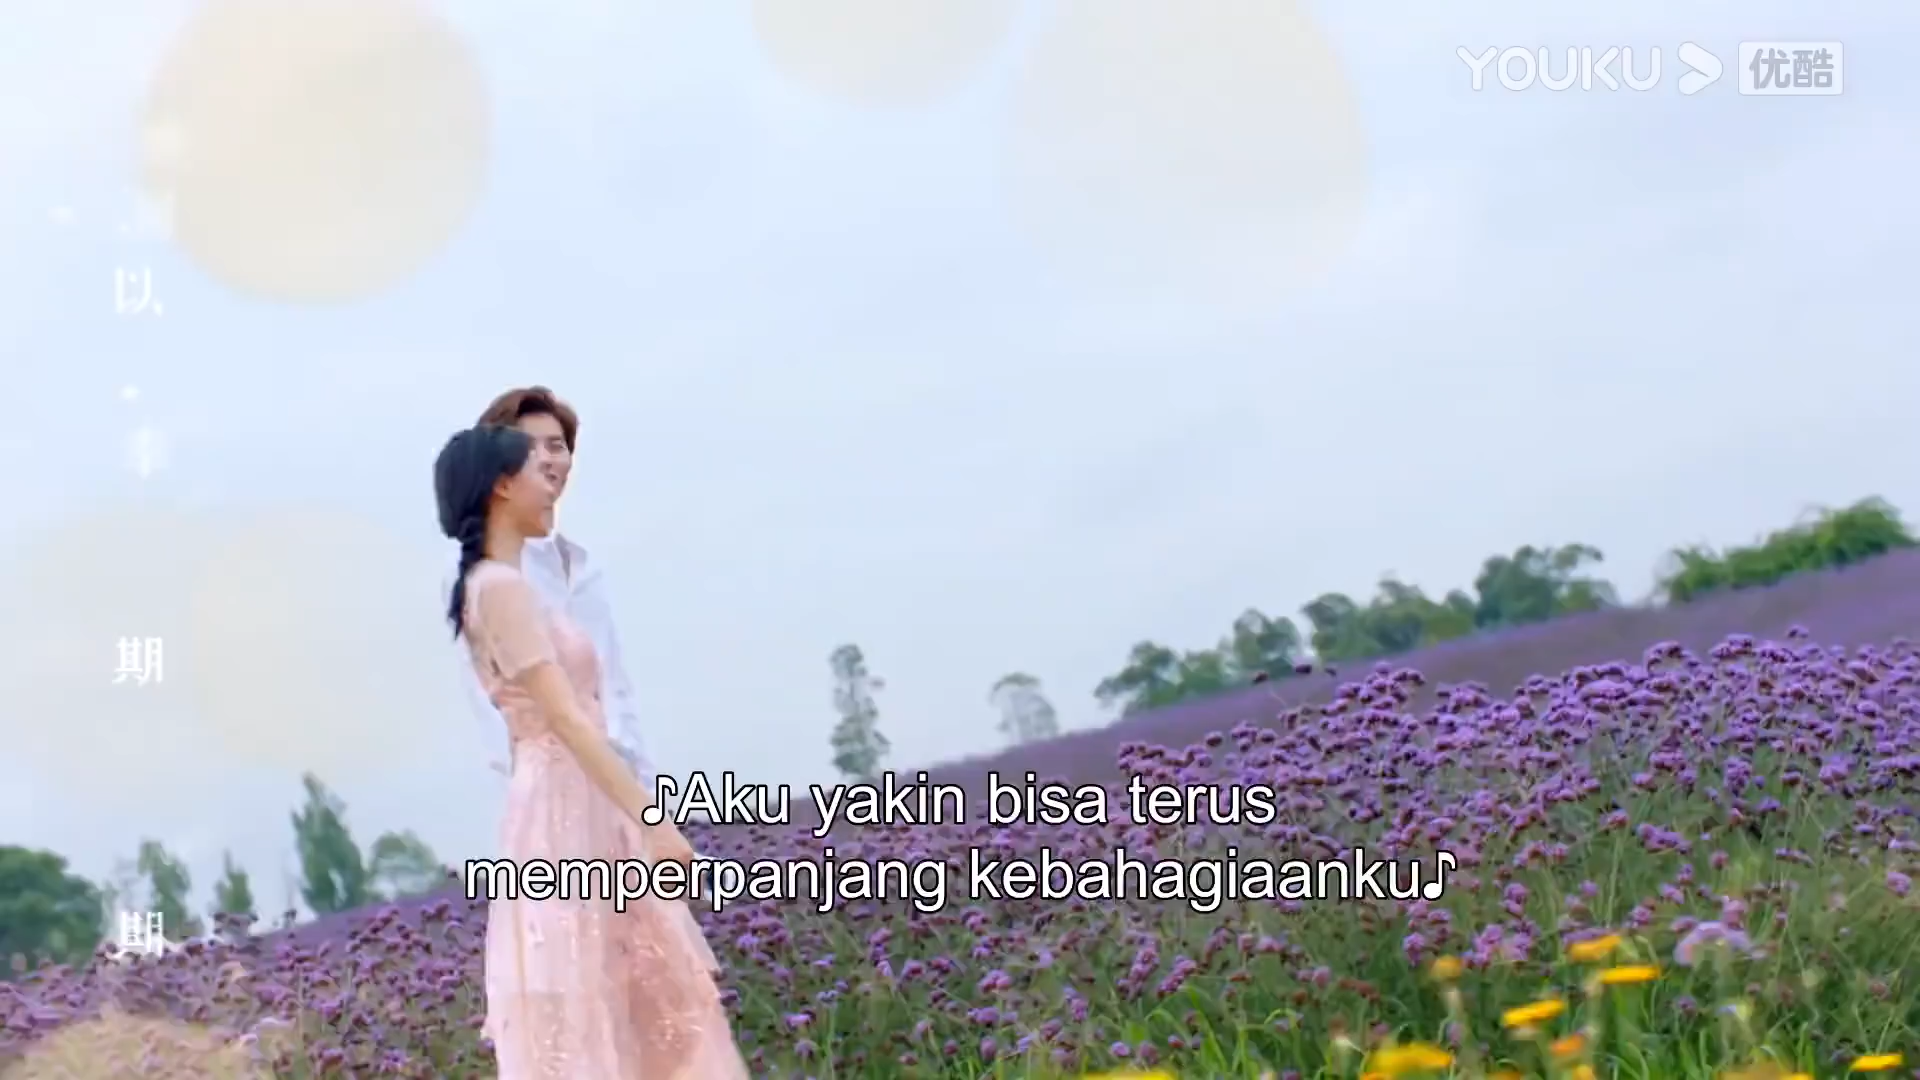 YOUKU 优酷
以
期
期
♪Aku yakin bisa terus
memperpanjang kebahagiaanku♪